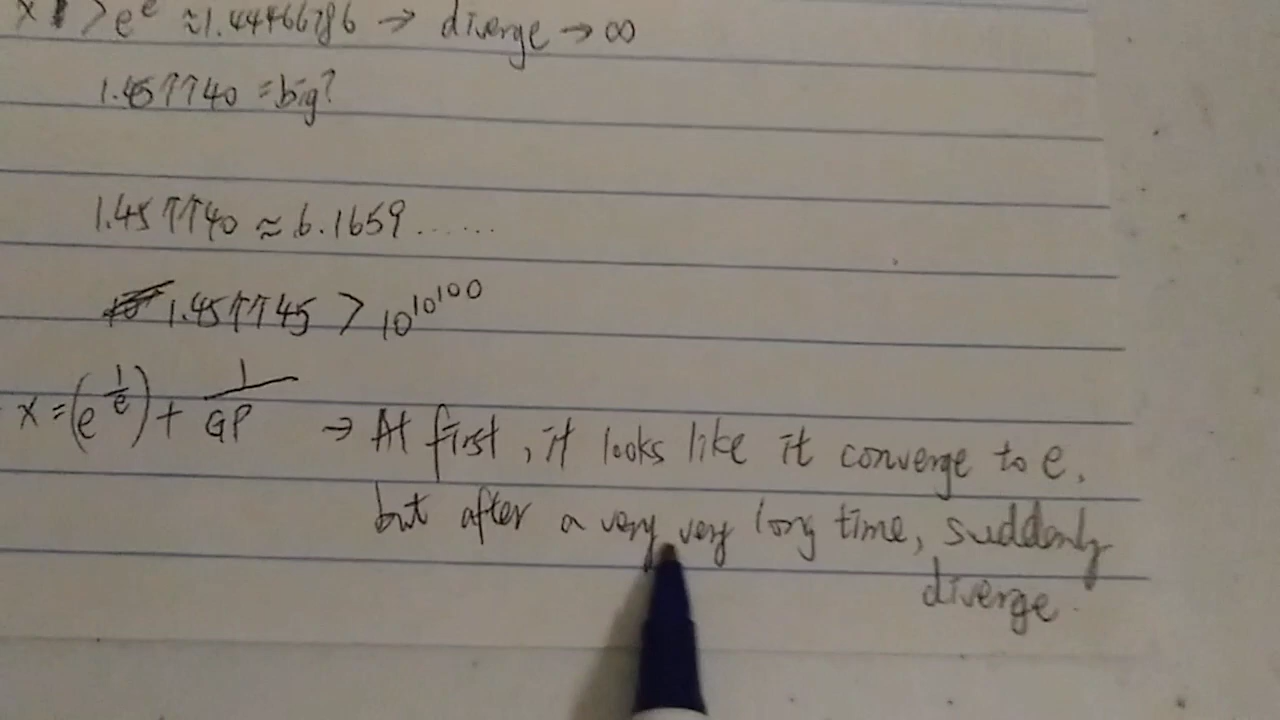 x > e^e ≈1.44466786 → diverge → ∞
1.45↑↑40 = big?
1.45↑↑40 ≈ 6.1659......
1.45↑↑45 > 10^10^100
x = (e^(1/e)) + 1/GP → At first, it looks like it converge to e.
but after a very very long time, suddenly
diverge.